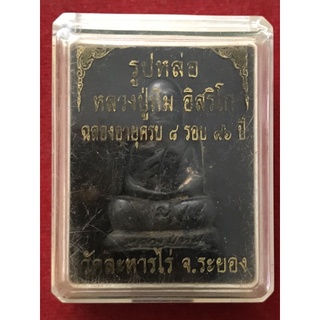 รูปหล่อ
หลวงปู่ทิม อิสริโก
ฉลองอายุครบ ๘ รอบ ๙๖ ปี
วัดละหารไร่ จ.ระยอง